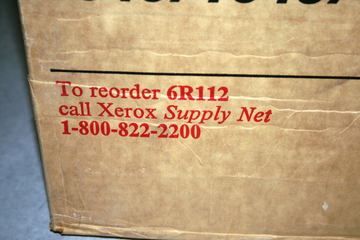 To reorder 6R112
call Xerox Supply Net
1-800-822-2200